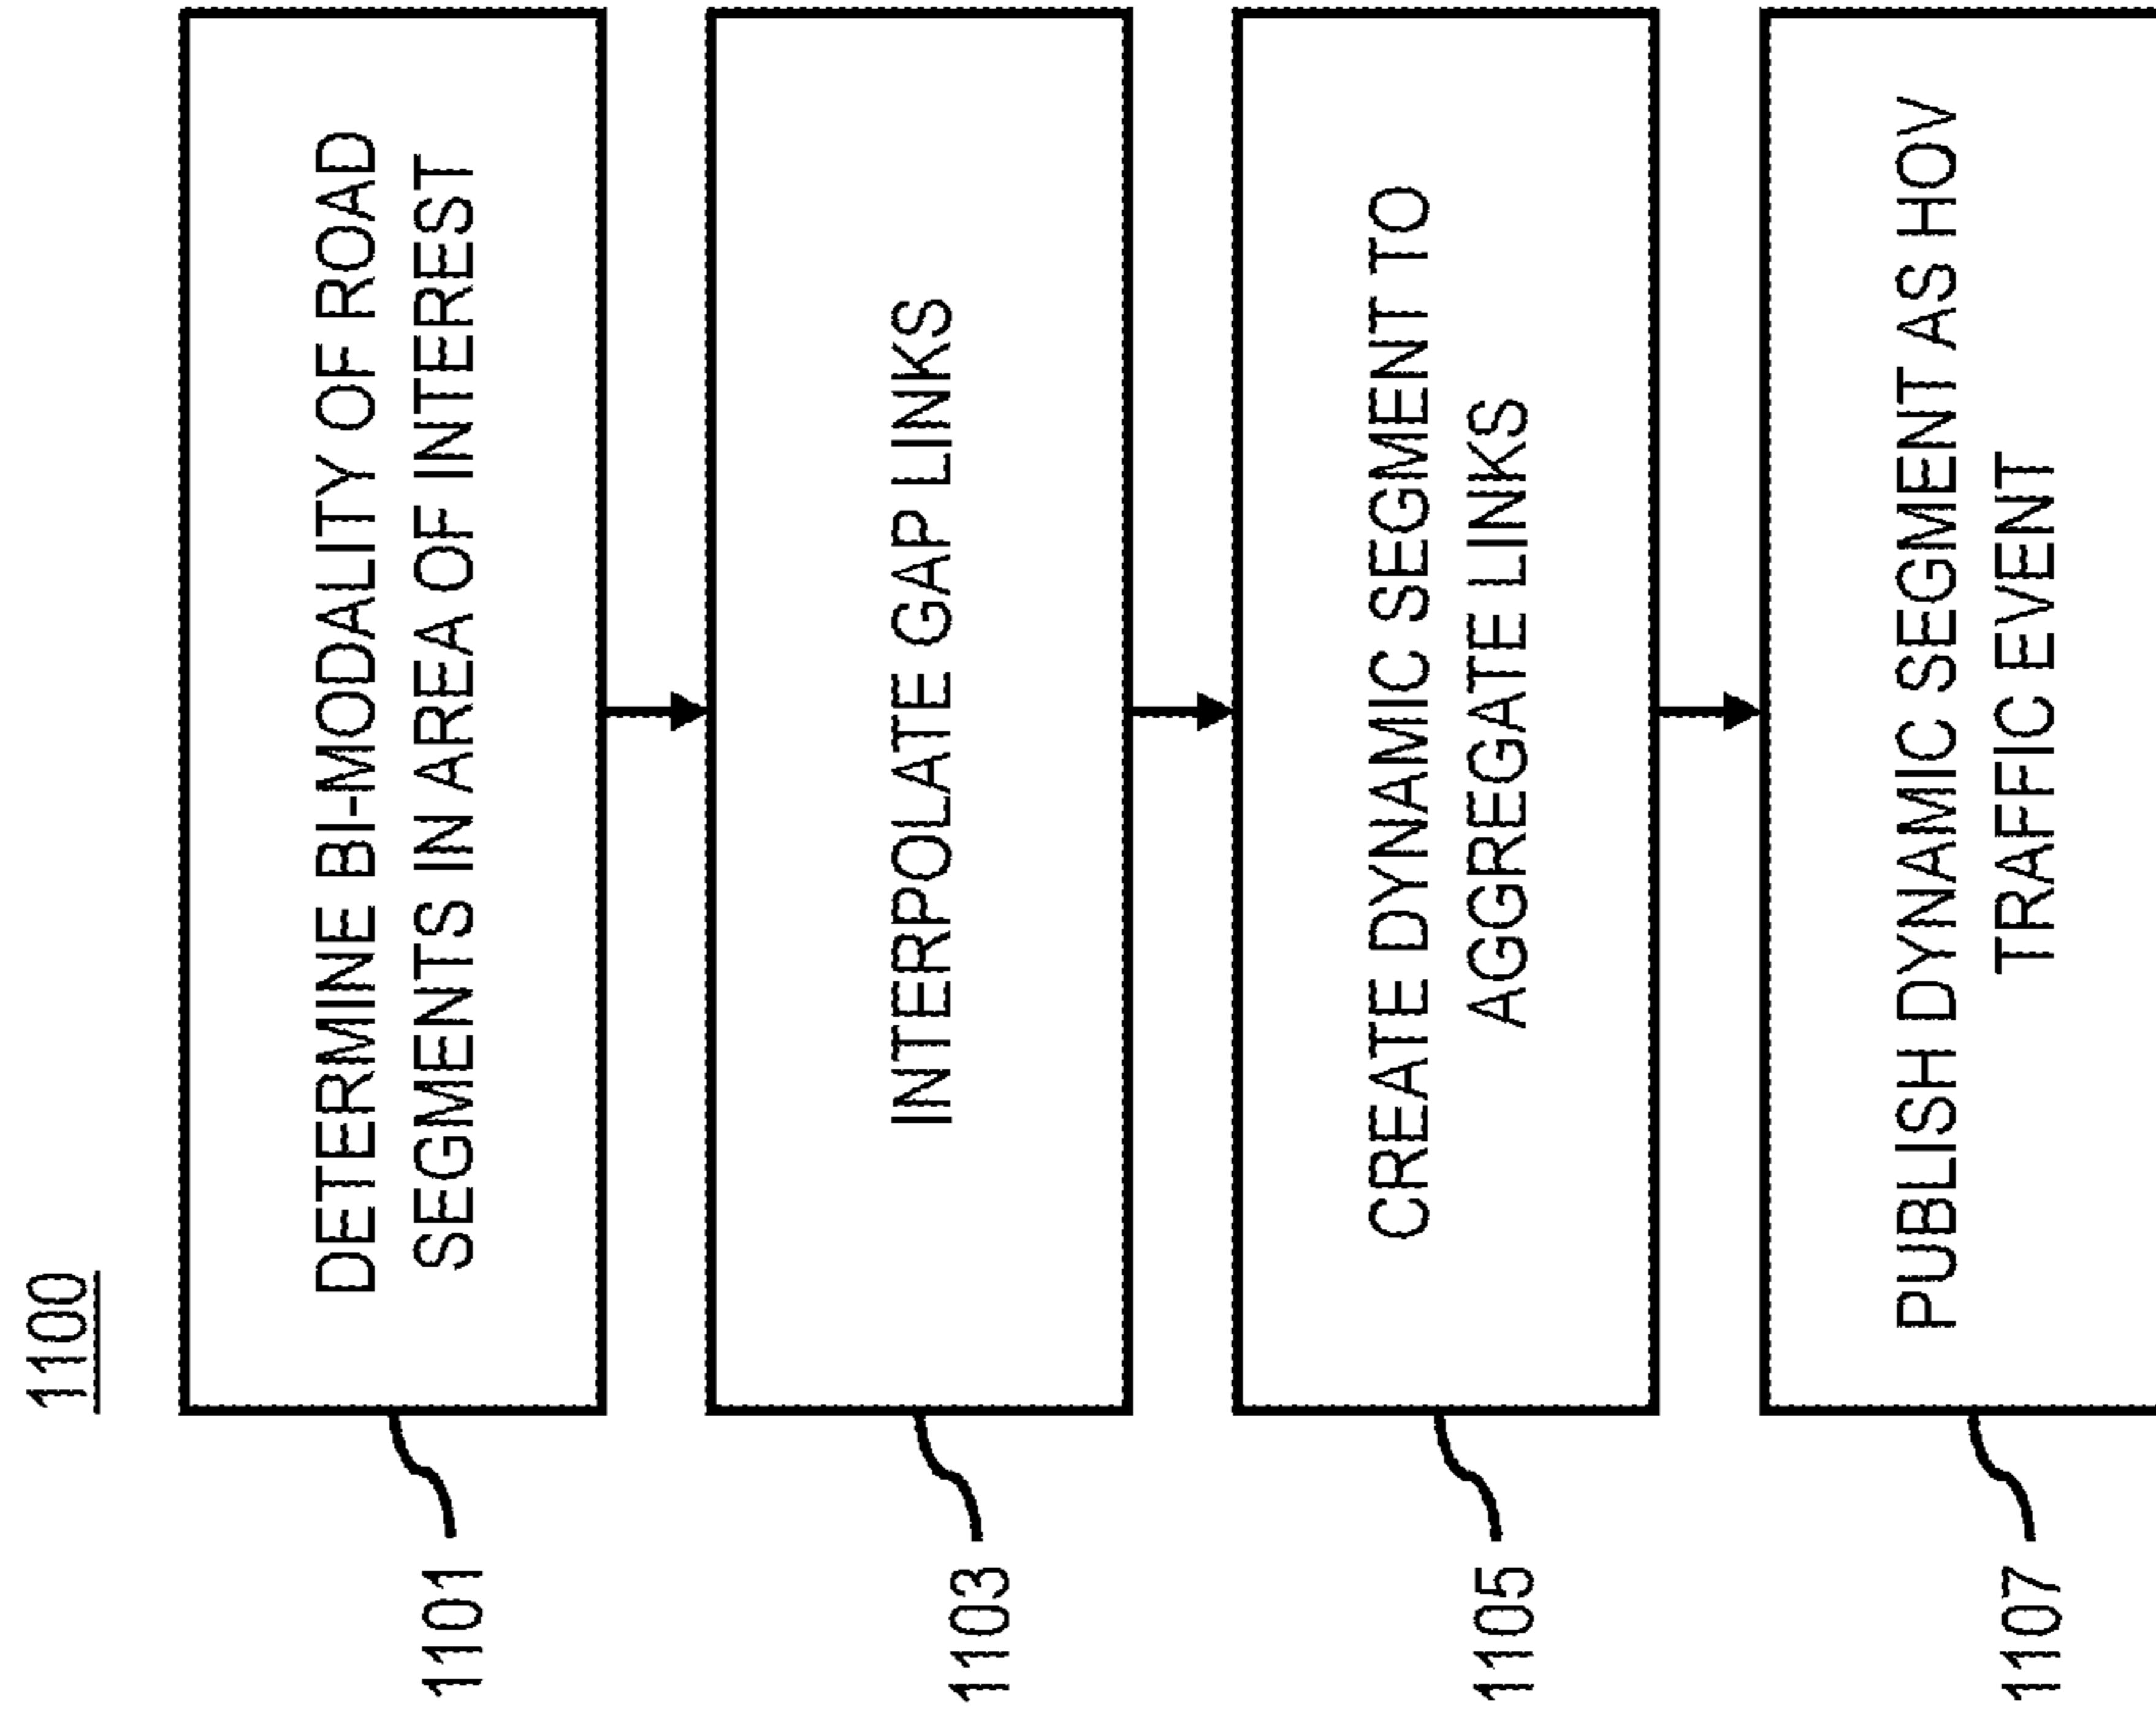 1100
DETERMINE BI-MODALITY OF ROAD
SEGMENTS IN AREA OF INTEREST
1101
INTERPOLATE GAP LINKS
1103
CREATE DYNAMIC SEGMENT TO
AGGREGATE LINKS
1105
PUBLISH DYNAMIC SEGMENT AS HOV
TRAFFIC EVENT
1107